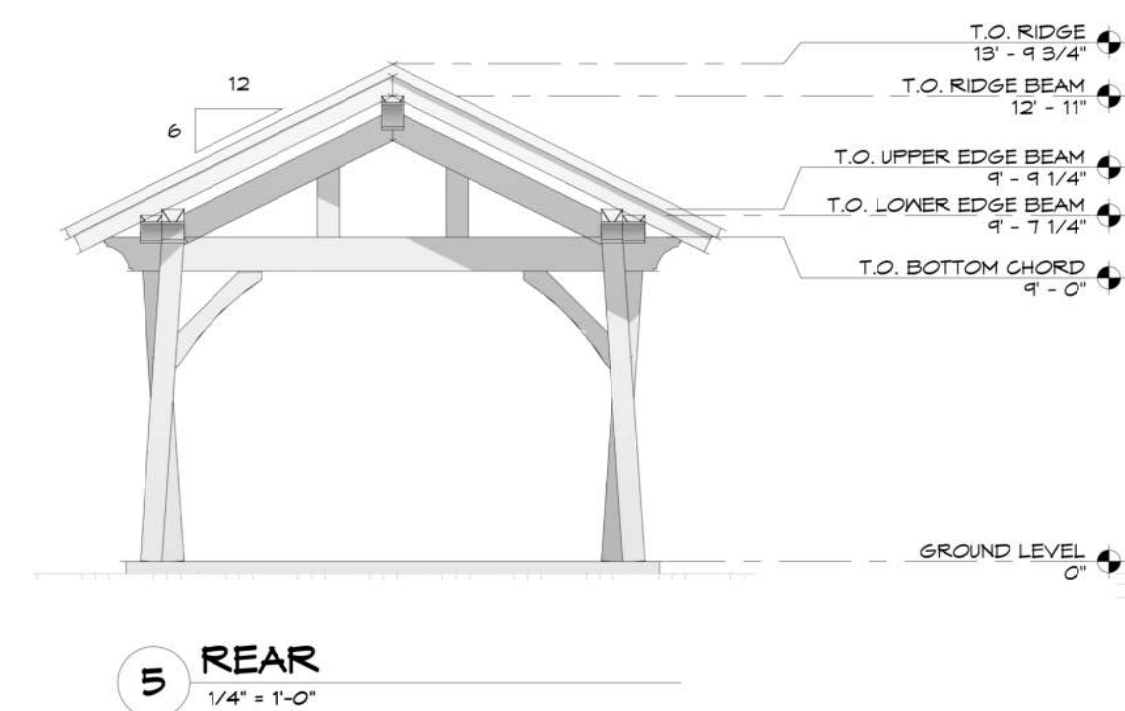 T.O. RIDGE
13' - 9 3/4"
12
T.O. RIDGE BEAM
12' - 11"
6
T.O. UPPER EDGE BEAM
9' - 9 1/4"
T.O. LOWER EDGE BEAM
9' - 7 1/4"
T.O. BOTTOM CHORD
9' - 0"
GROUND LEVEL
0"
5 REAR
1/4" = 1'-0"